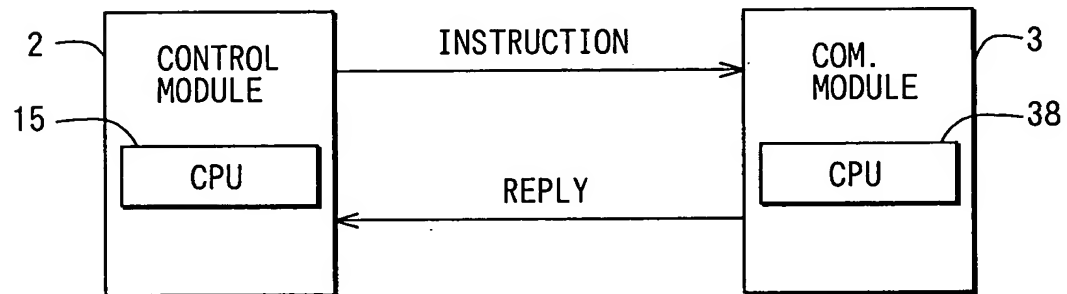 2
CONTROL
MODULE
15
CPU
INSTRUCTION
REPLY
COM.
MODULE
3
38
CPU